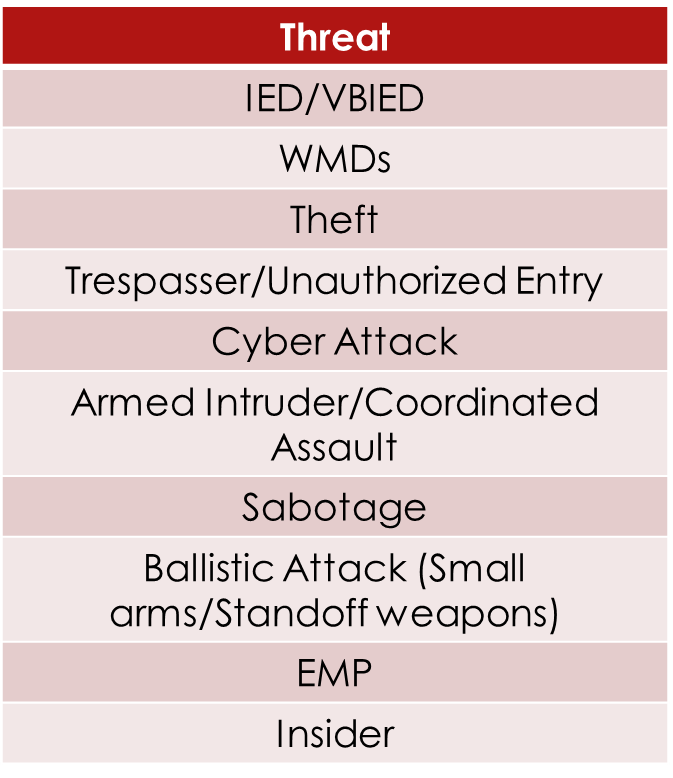 Threat
IED/VBIED
WMDs
Theft
Trespasser/Unauthorized Entry
Cyber Attack
Armed Intruder/Coordinated
Assault
Sabotage
Ballistic Attack (Small
arms/Standoff weapons)
EMP
Insider